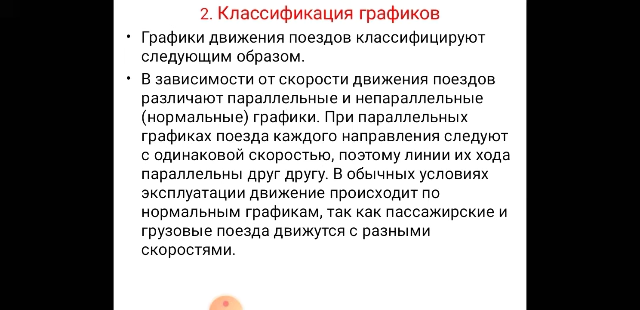 2. Классификация графиков
• Графики движения поездов классифицируют
следующим образом.
• В зависимости от скорости движения поездов
различают параллельные и непараллельные
(нормальные) графики. При параллельных
графиках поезда каждого направления следуют
с одинаковой скоростью, поэтому линии их хода
параллельны друг другу. В обычных условиях
эксплуатации движение происходит по
нормальным графикам, так как пассажирские и
грузовые поезда движутся с разными
скоростями.